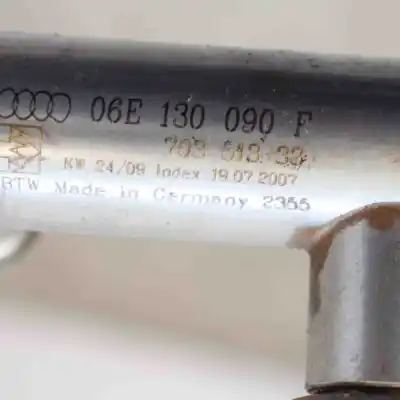 06E 130 090 F
703 613-33
KW 24/09 Index 19.07.2007
BTW Made in Germany 2355